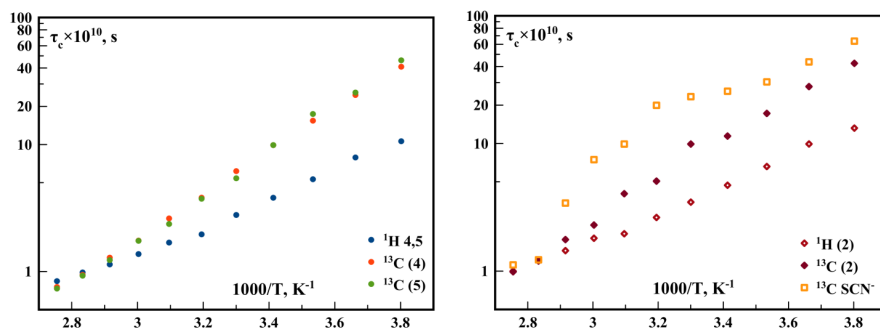 100
80
60
τc×10¹⁰, s
40
20
10
1
¹H 4,5
¹³C (4)
¹³C (5)
1000/T, K⁻¹
2.8 3 3.2 3.4 3.6 3.8
100
80
60
τc×10¹⁰, s
40
20
10
1
¹H (2)
¹³C (2)
¹³C SCN⁻
1000/T, K⁻¹
2.8 3 3.2 3.4 3.6 3.8